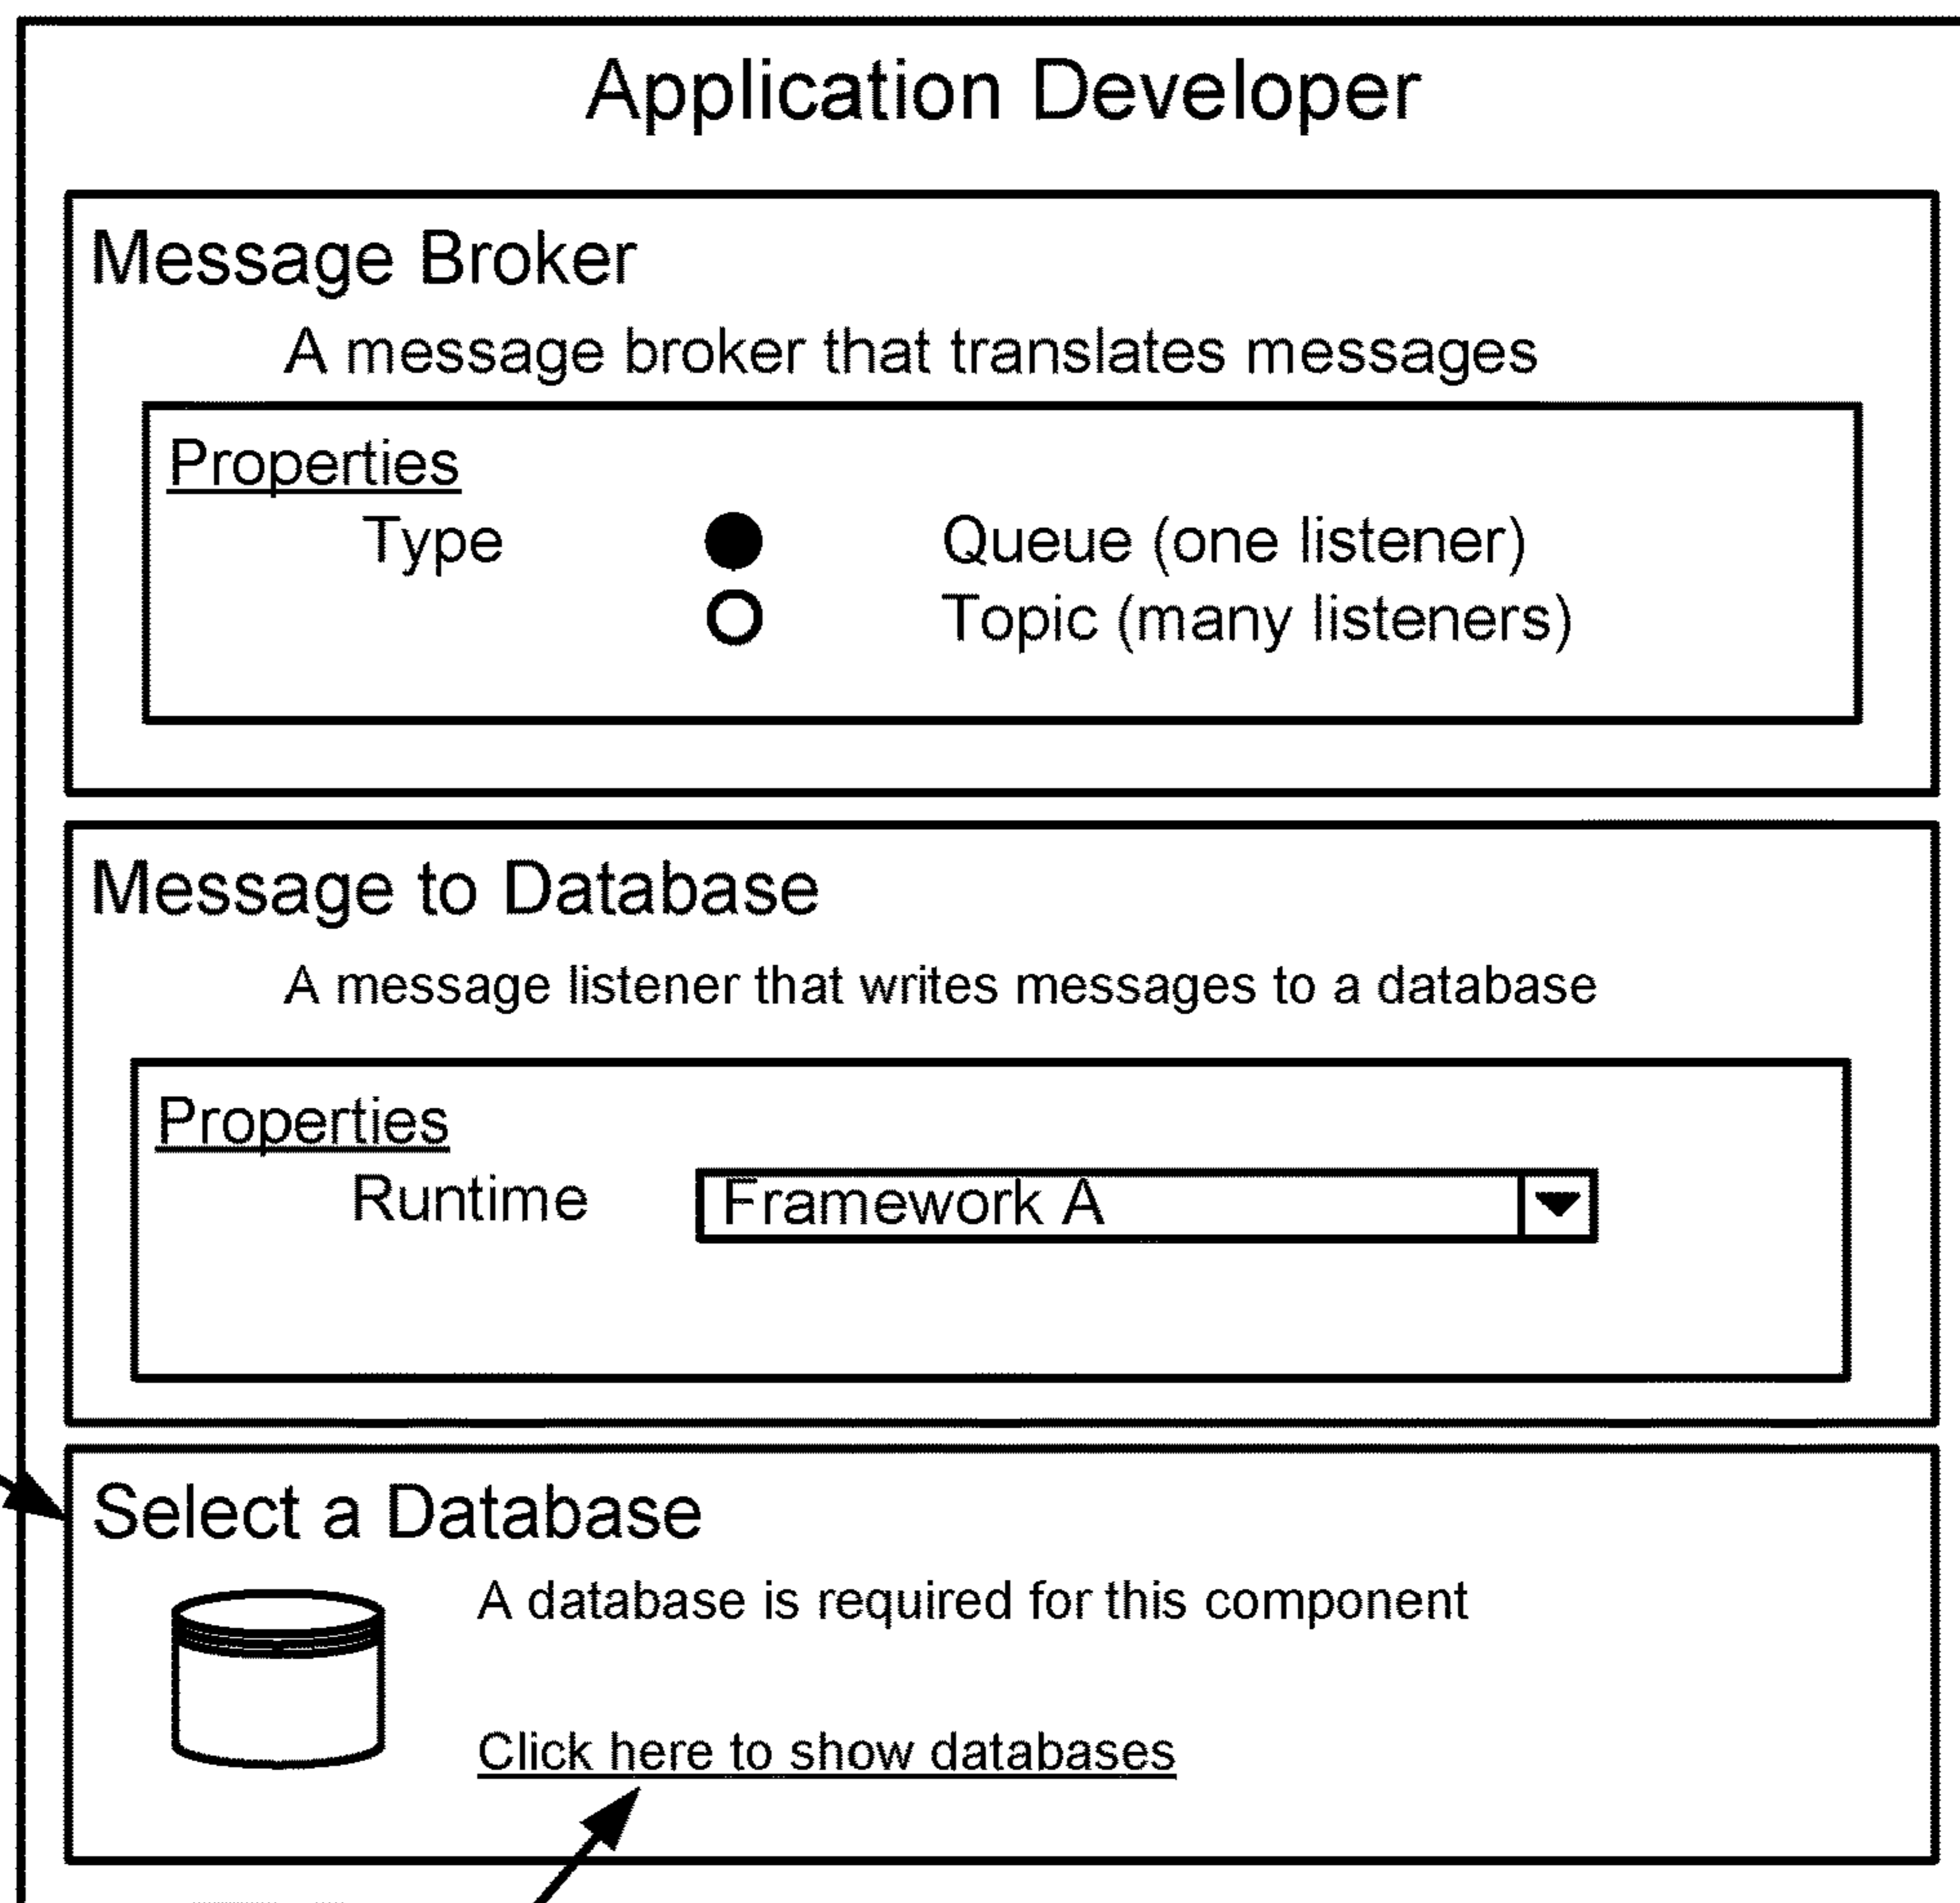 Application Developer
Message Broker
A message broker that translates messages
Properties
Type Queue (one listener)
Topic (many listeners)
Message to Database
A message listener that writes messages to a database
Properties
Runtime Framework A
Select a Database
A database is required for this component
Click here to show databases